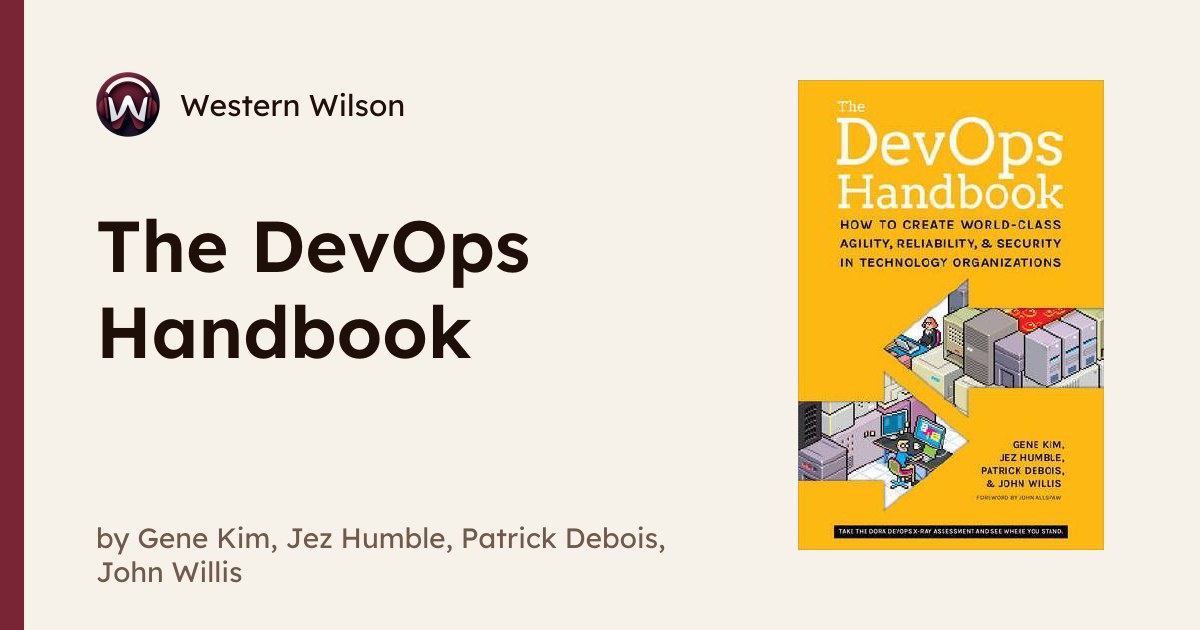 W
Western Wilson
The DevOps
Handbook
by Gene Kim, Jez Humble, Patrick Debois,
John Willis
The
DevOps
Handbook
HOW TO CREATE WORLD-CLASS
AGILITY, RELIABILITY, & SECURITY
IN TECHNOLOGY ORGANIZATIONS
GENE KIM,
JEZ HUMBLE,
PATRICK DEBOIS,
& JOHN WILLIS
FOREWORD BY JOHN ALLSPAW
TAKE THE DORA DEVOPS X-RAY ASSESSMENT AND SEE WHERE YOU STAND.